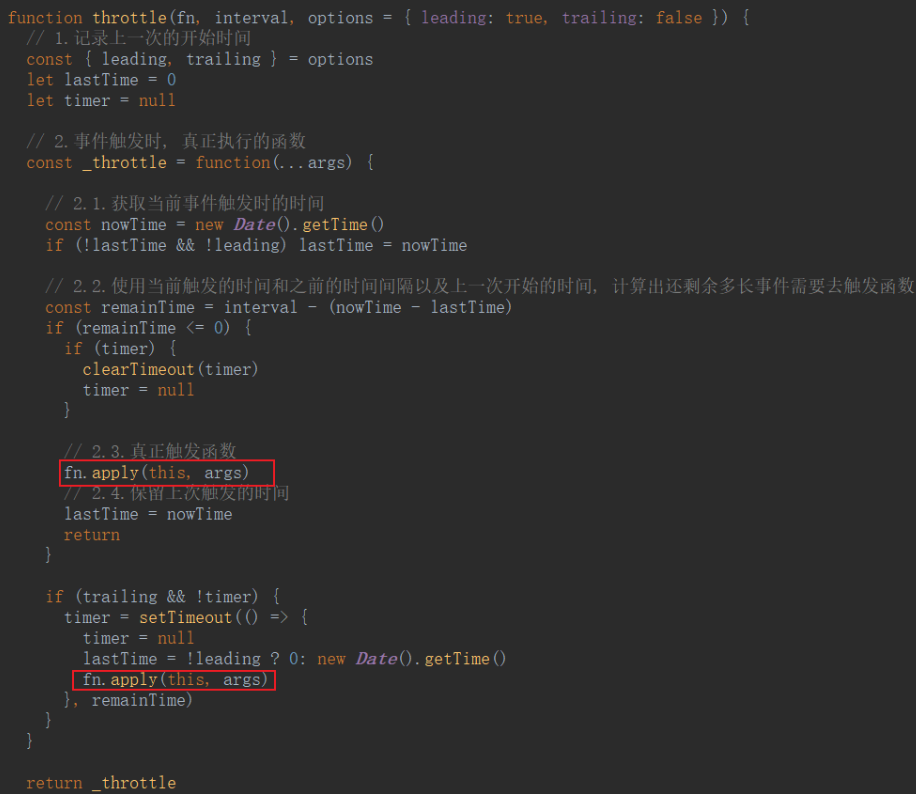 function throttle(fn, interval, options = { leading: true, trailing: false }) {
// 1.记录上一次的开始时间
const { leading, trailing } = options
let lastTime = 0
let timer = null
// 2.事件触发时, 真正执行的函数
const _throttle = function(...args) {
// 2.1.获取当前事件触发时的时间
const nowTime = new Date().getTime()
if (!lastTime && !leading) lastTime = nowTime
// 2.2.使用当前触发的时间和之前的时间间隔以及上一次开始的时间, 计算出还剩余多长事件需要去触发函数
const remainTime = interval - (nowTime - lastTime)
if (remainTime <= 0) {
if (timer) {
clearTimeout(timer)
timer = null
}
// 2.3.真正触发函数
fn.apply(this, args)
// 2.4.保留上次触发的时间
lastTime = nowTime
return
}
if (trailing && !timer) {
timer = setTimeout(() => {
timer = null
lastTime = !leading ? 0: new Date().getTime()
fn.apply(this, args)
}, remainTime)
}
}
return _throttle